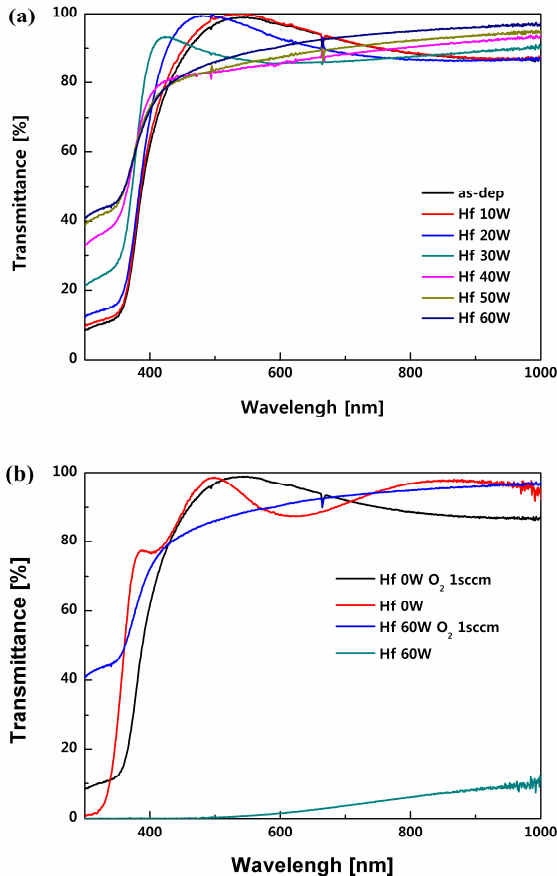 (a)
100
80
60
40
20
0
Transmittance [%]
as-dep
Hf 10W
Hf 20W
Hf 30W
Hf 40W
Hf 50W
Hf 60W
400
600
800
1000
Wavelengh [nm]
(b)
100
80
60
40
20
0
Transmittance [%]
Hf 0W O₂ 1sccm
Hf 0W
Hf 60W O₂ 1sccm
Hf 60W
400
600
800
1000
Wavelengh [nm]